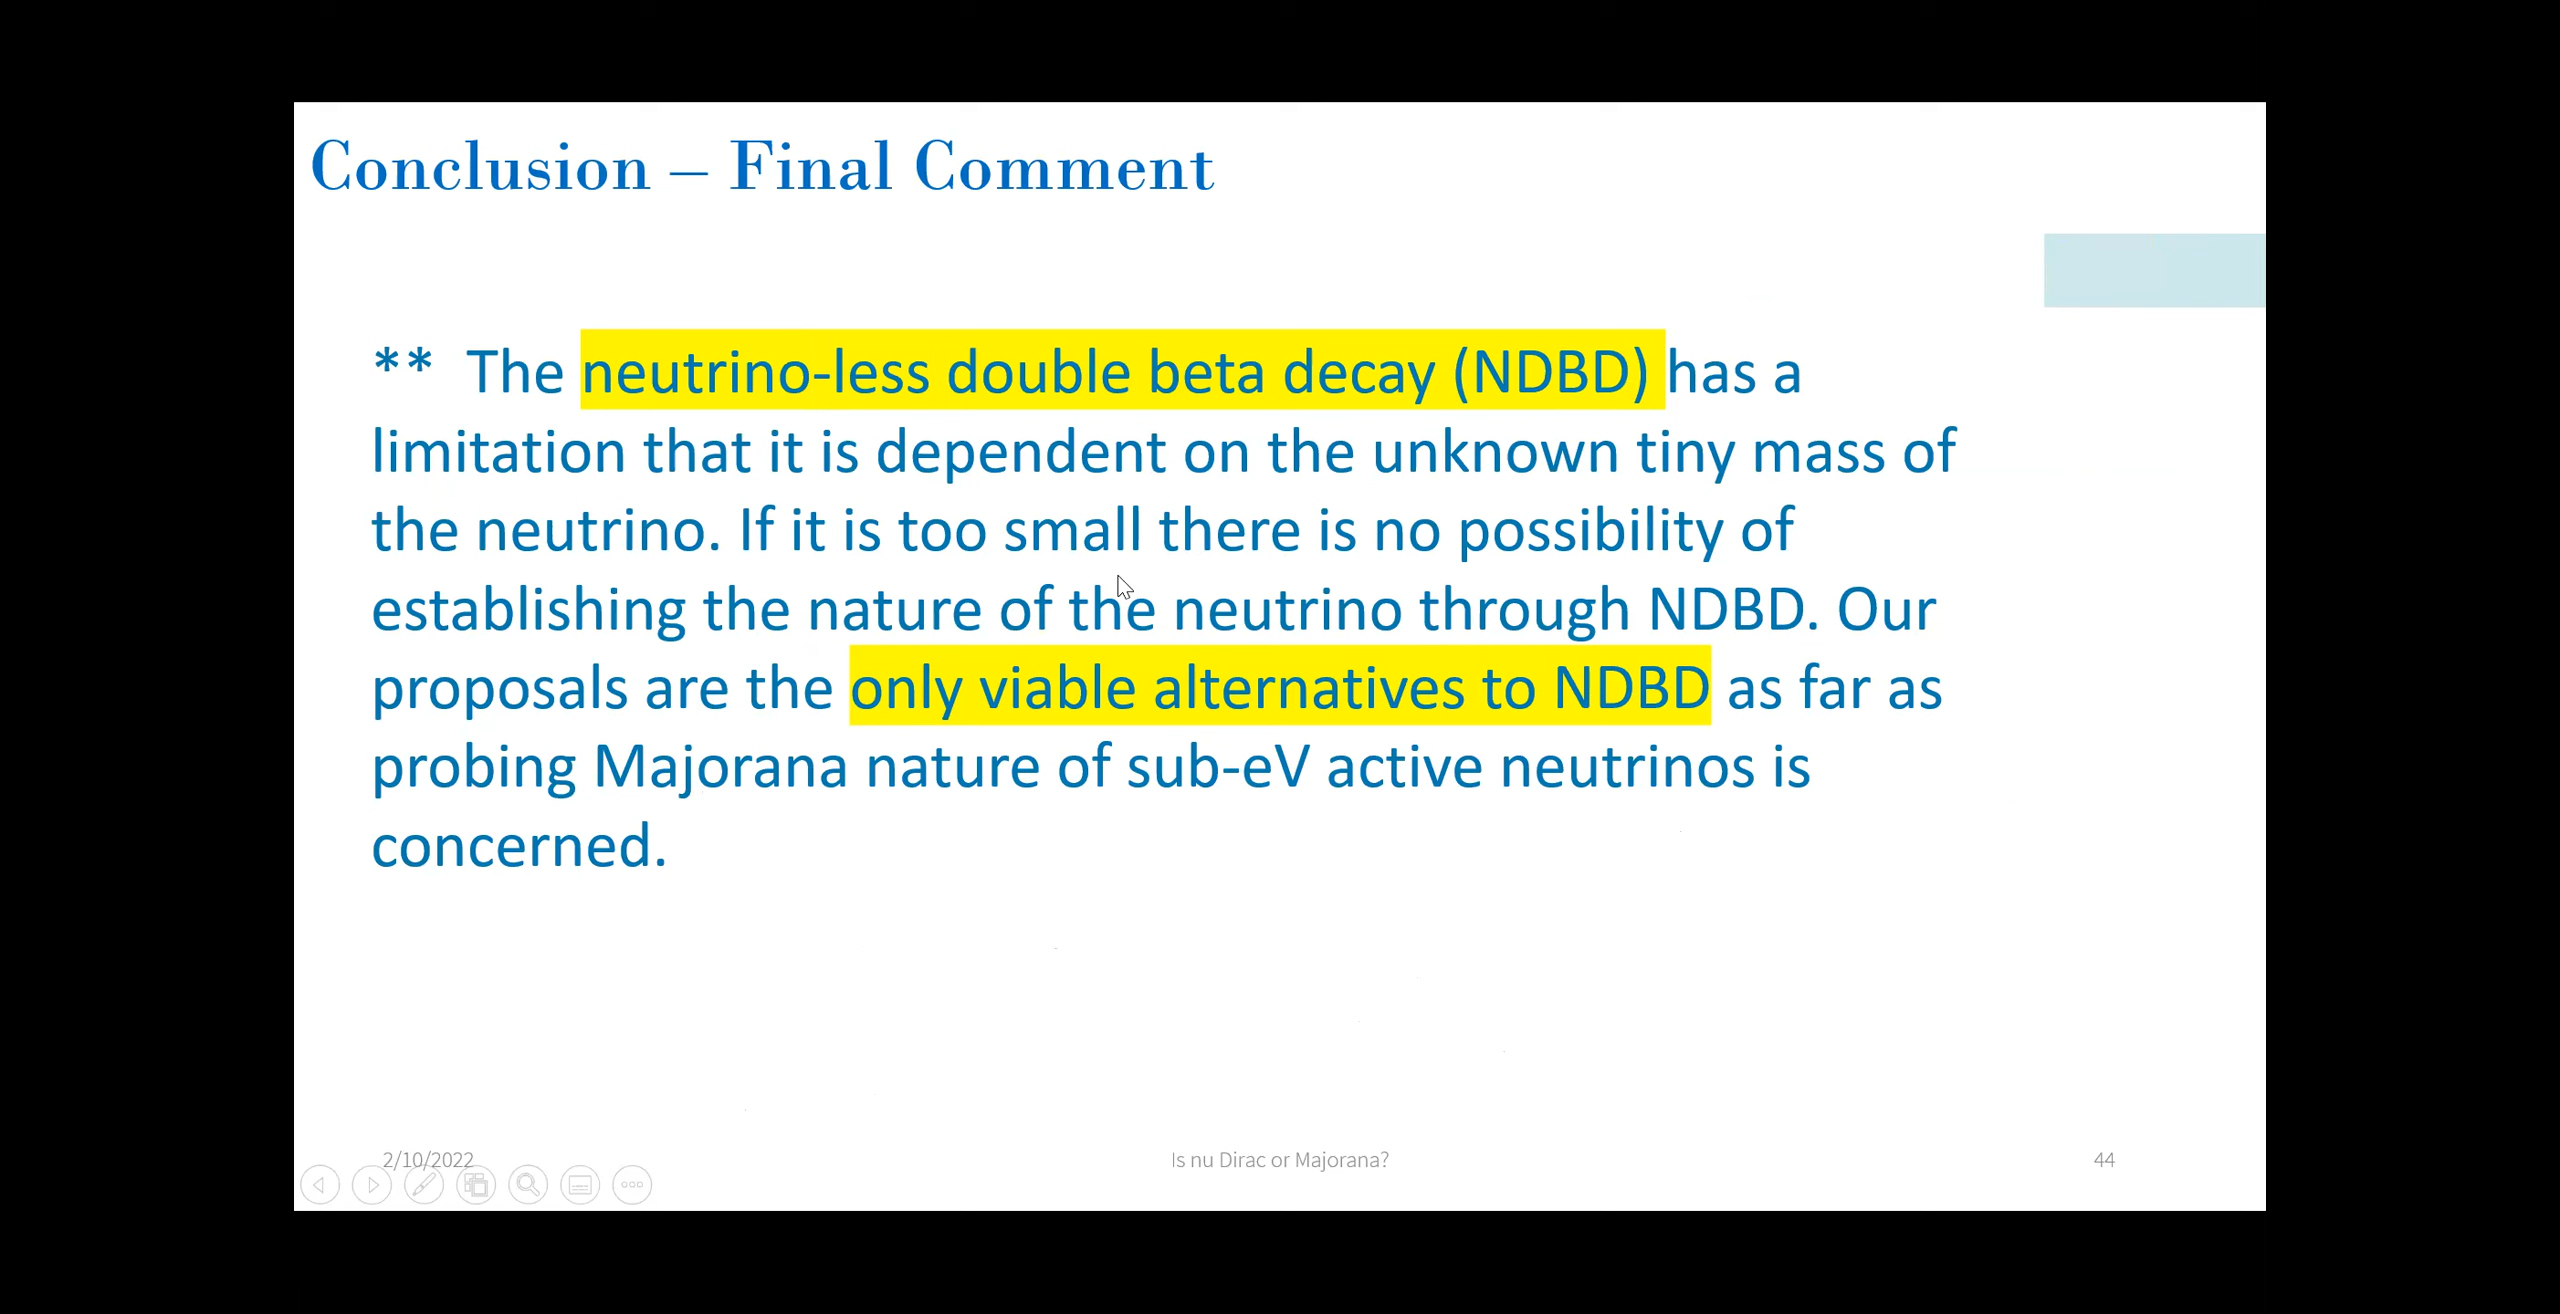 Conclusion – Final Comment
** The neutrino-less double beta decay (NDBD) has a
limitation that it is dependent on the unknown tiny mass of
the neutrino. If it is too small there is no possibility of
establishing the nature of the neutrino through NDBD. Our
proposals are the only viable alternatives to NDBD as far as
probing Majorana nature of sub-eV active neutrinos is
concerned.
2/10/2022
Is nu Dirac or Majorana?
44